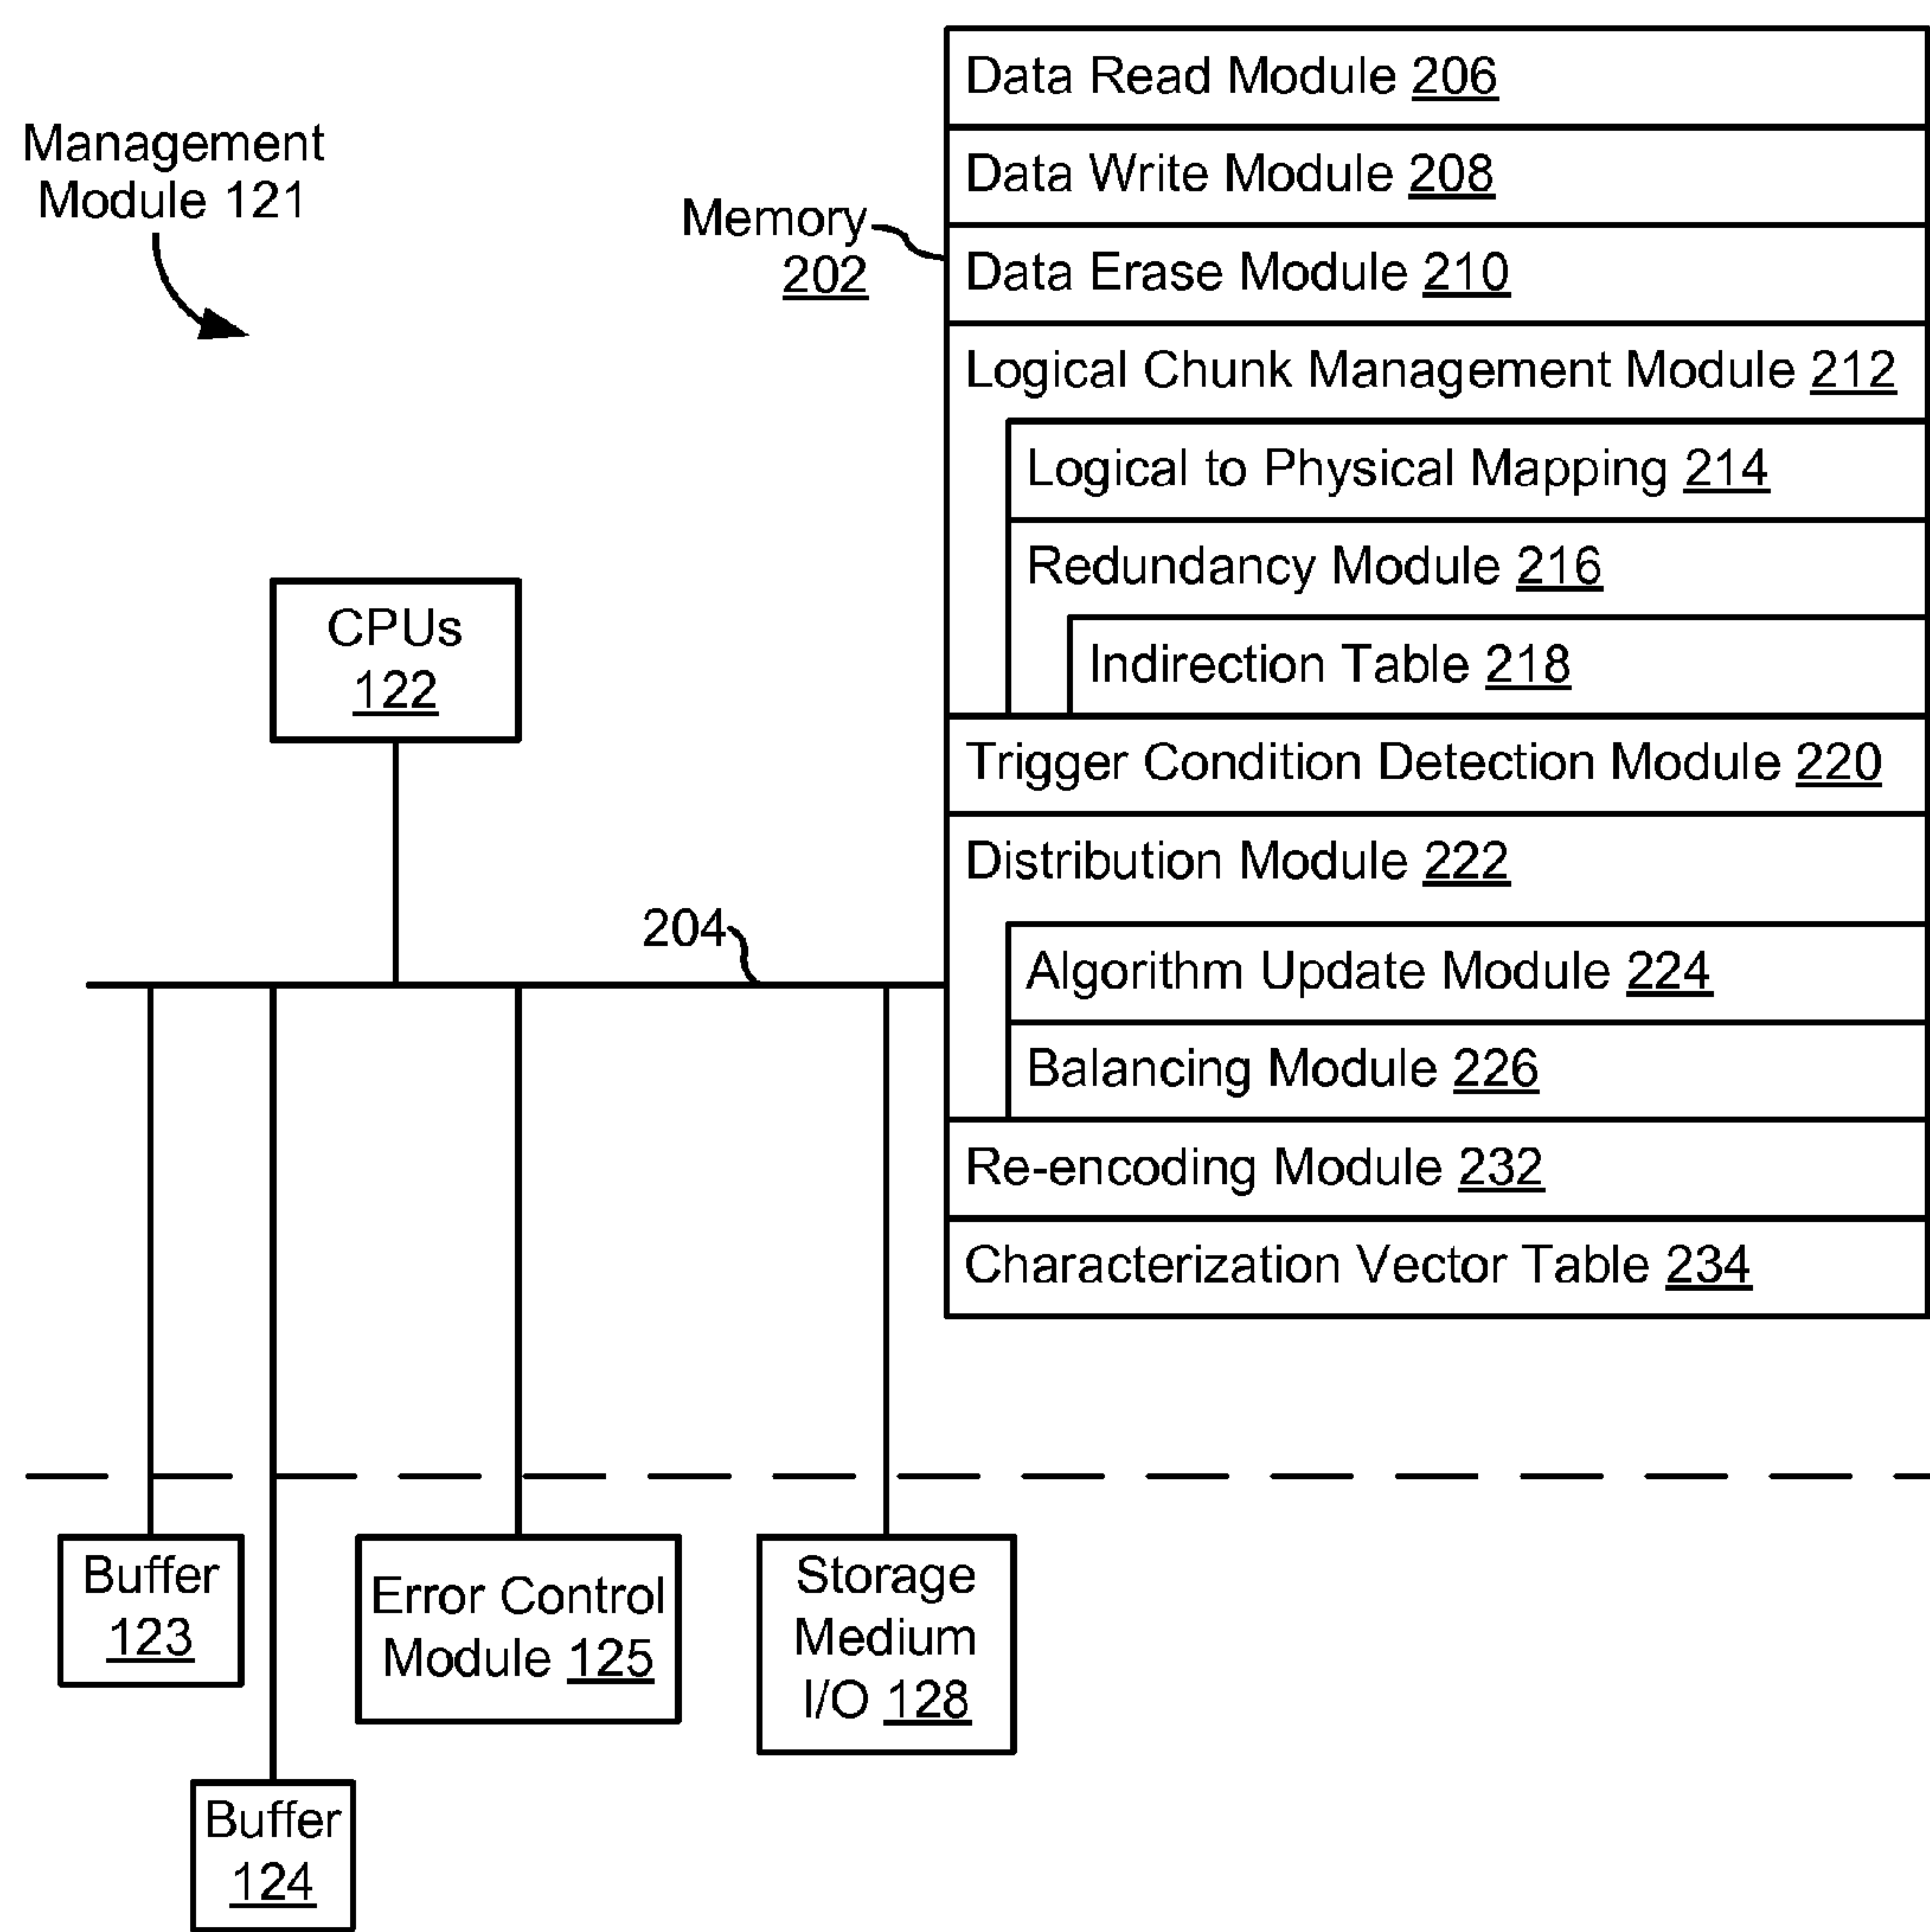 Management
Module 121
Memory
202
Data Read Module 206
Data Write Module 208
Data Erase Module 210
Logical Chunk Management Module 212
Logical to Physical Mapping 214
Redundancy Module 216
Indirection Table 218
Trigger Condition Detection Module 220
Distribution Module 222
Algorithm Update Module 224
Balancing Module 226
Re-encoding Module 232
Characterization Vector Table 234
CPUs
122
204
Buffer
123
Buffer
124
Error Control
Module 125
Storage
Medium
I/O 128